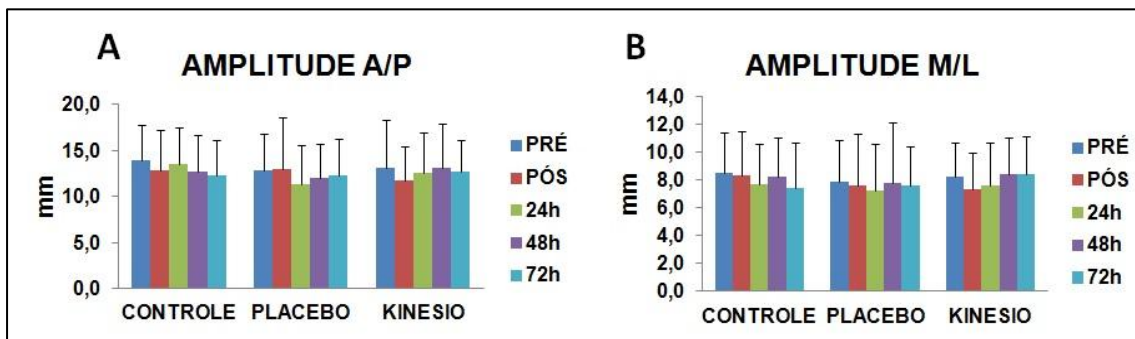 A
AMPLITUDE A/P
20,0
15,0
10,0
5,0
0,0
mm
CONTROLE PLACEBO KINESIO
PRÉ
PÓS
24h
48h
72h
B
AMPLITUDE M/L
14,0
12,0
10,0
8,0
6,0
4,0
2,0
0,0
mm
CONTROLE PLACEBO KINESIO
PRÉ
PÓS
24h
48h
72h